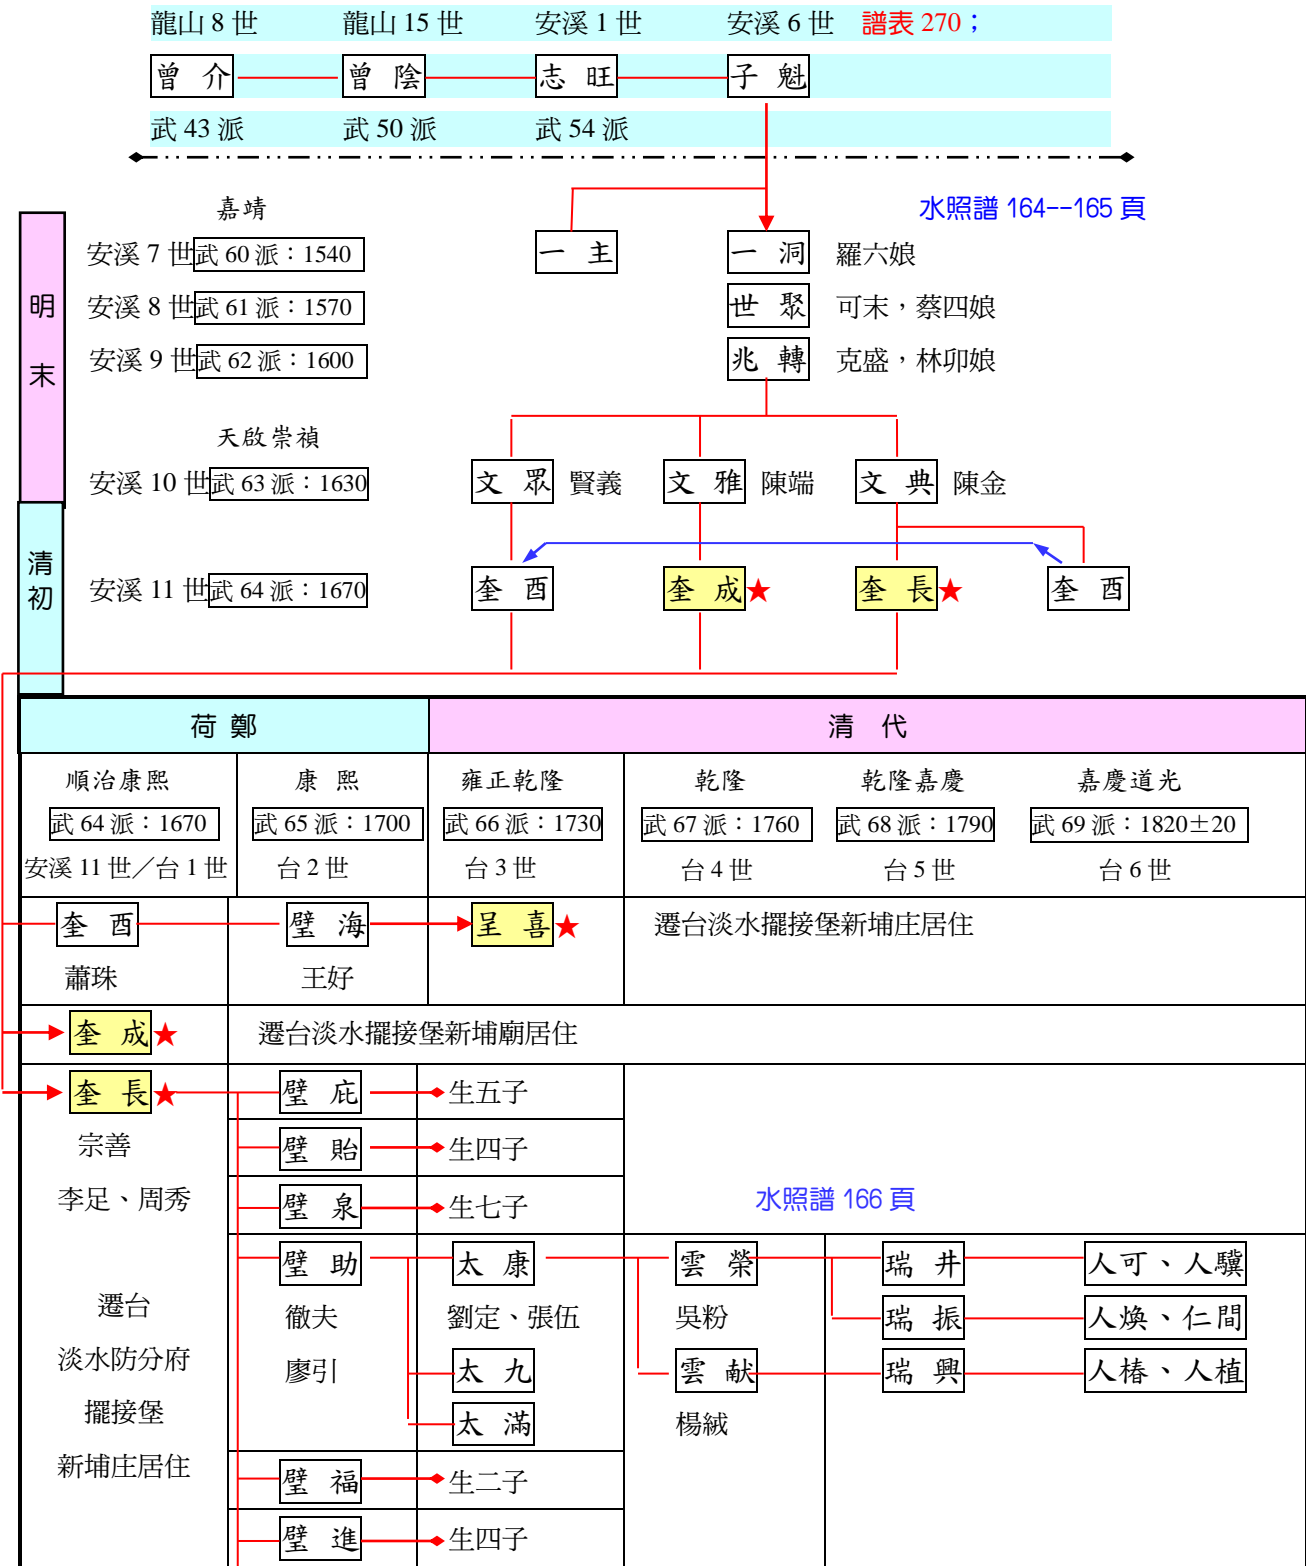 龍山 8 世　龍山 15 世　安溪 1 世　安溪 6 世　譜表 270；
曾 介　曾 陰　志 旺　子 魁
武 43 派　武 50 派　武 54 派
水照譜 164--165 頁
明 末
嘉靖
安溪 7 世　武 60 派：1540　一 主　一 洞　羅六娘
安溪 8 世　武 61 派：1570　世 聚　可末，蔡四娘
安溪 9 世　武 62 派：1600　兆 轉　克盛，林卯娘
天啟崇禎
安溪 10 世　武 63 派：1630　文 眾　賢義　文 雅　陳端　文 典　陳金
清初
安溪 11 世　武 64 派：1670　奎 酉　奎 成★　奎 長★　奎 酉
荷 鄭　清 代
順治康熙　康 熙　雍正乾隆　乾隆　乾隆嘉慶　嘉慶道光
武 64 派：1670　武 65 派：1700　武 66 派：1730　武 67 派：1760　武 68 派：1790　武 69 派：1820±20
安溪 11 世／台 1 世　台 2 世　台 3 世　台 4 世　台 5 世　台 6 世
奎 酉　璧 海　呈 喜★　遷台淡水擺接堡新埔庄居住
蕭珠　王好
奎 成★　遷台淡水擺接堡新埔廟居住
奎 長★　璧 庇　生五子
宗善　璧 貽　生四子
李足、周秀　璧 泉　生七子　水照譜 166 頁
璧 助　太 康　雲 榮　瑞 井　人可、人驥
遷台　徹夫　劉定、張伍　吳粉　瑞 振　人煥、仁間
淡水防分府　廖引　太 九　雲 献　瑞 興　人椿、人植
擺接堡　太 滿　楊絨
新埔庄居住　璧 福　生二子
璧 進　生四子